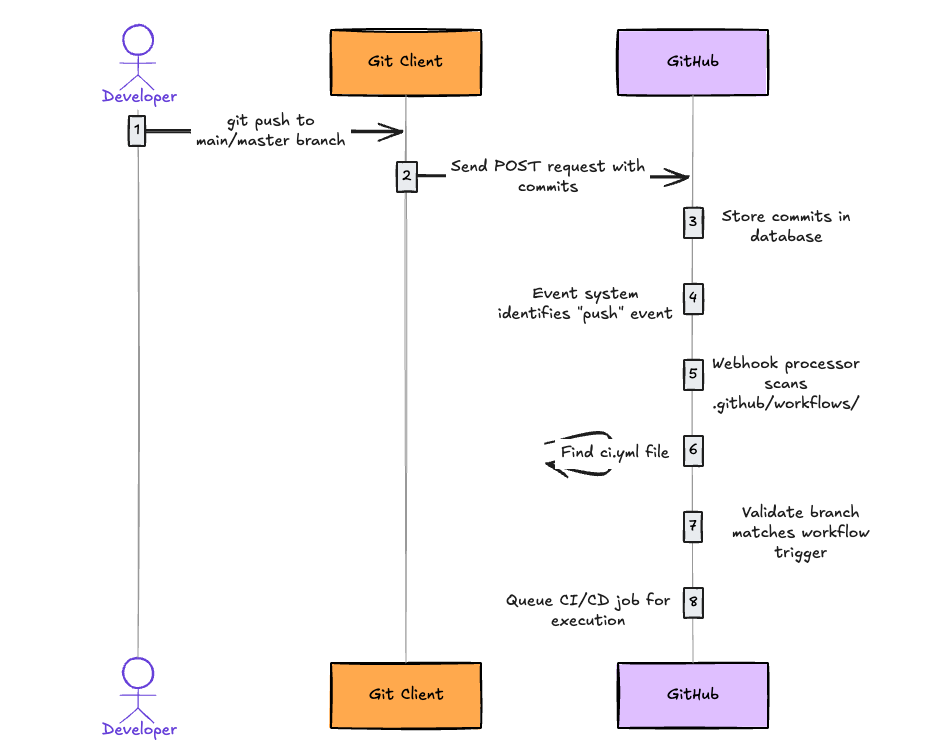 Git Client
GitHub
Developer
1
git push to
main/master branch
2
Send POST request with
commits
3
Store commits in
database
4
Event system
identifies "push" event
5
Webhook processor
scans
.github/workflows/
6
Find ci.yml file
7
Validate branch
matches workflow
trigger
8
Queue CI/CD job for
execution
Git Client
GitHub
Developer